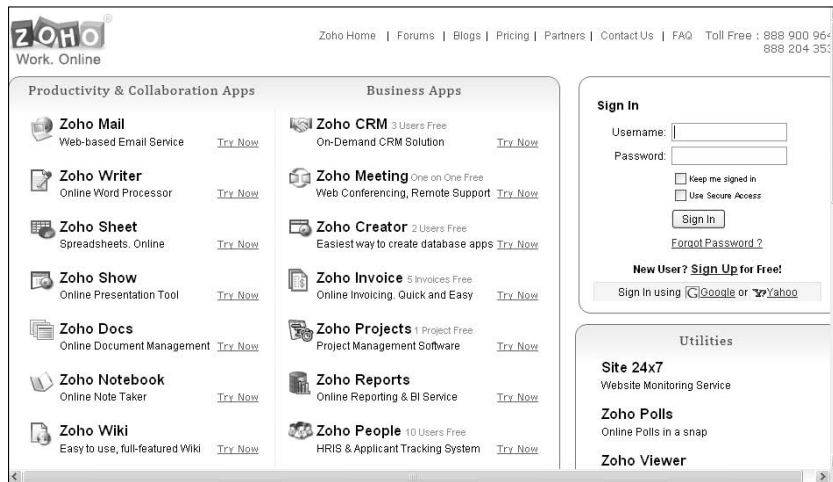 ZOHO
Work. Online
Zoho Home | Forums | Blogs | Pricing | Partners | Contact Us | FAQ Toll Free : 888 900 964
888 204 353
Productivity & Collaboration Apps
Zoho Mail
Web-based Email Service Try Now
Zoho Writer
Online Word Processor Try Now
Zoho Sheet
Spreadsheets. Online Try Now
Zoho Show
Online Presentation Tool Try Now
Zoho Docs
Online Document Management Try Now
Zoho Notebook
Online Note Taker Try Now
Zoho Wiki
Easy to use, full-featured Wiki Try Now
Business Apps
Zoho CRM 3 Users Free
On-Demand CRM Solution Try Now
Zoho Meeting One on One Free
Web Conferencing, Remote Support Try Now
Zoho Creator 2 Users Free
Easiest way to create database apps Try Now
Zoho Invoice 5 Invoices Free
Online Invoicing. Quick and Easy Try Now
Zoho Projects 1 Project Free
Project Management Software Try Now
Zoho Reports
Online Reporting & BI Service Try Now
Zoho People 10 Users Free
HRIS & Applicant Tracking System Try Now
Sign In
Username:
Password:
Keep me signed in
Use Secure Access
Sign In
Forgot Password ?
New User? Sign Up for Free!
Sign In using G Google or Y? Yahoo
Utilities
Site 24x7
Website Monitoring Service
Zoho Polls
Online Polls in a snap
Zoho Viewer